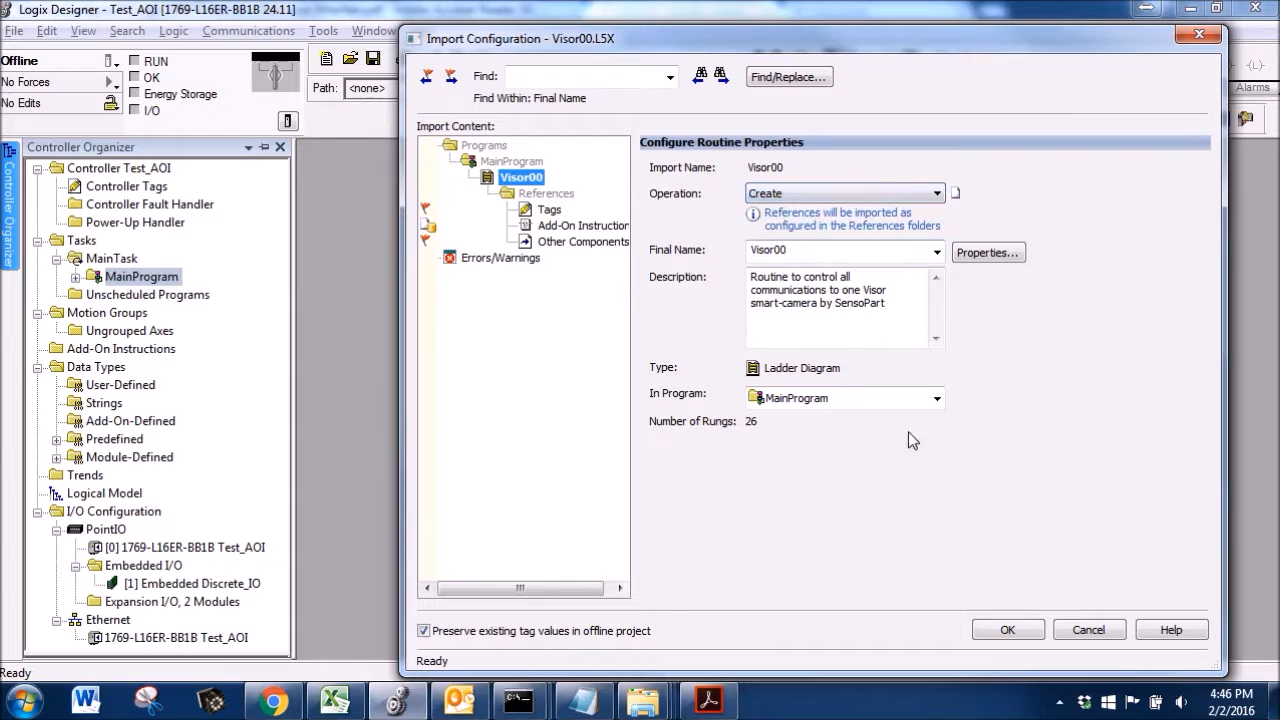 Logix Designer - Test_AOI [1769-L16ER-BB1B 24.11]
File Edit View Search Logic Communications Tools Window
Offline
RUN
No Forces
OK
No Edits
Energy Storage
I/O
Path: <none>
Alarms
Controller Organizer
Controller Organizer
Controller Test_AOI
Controller Tags
Controller Fault Handler
Power-Up Handler
Tasks
MainTask
MainProgram
Unscheduled Programs
Motion Groups
Ungrouped Axes
Add-On Instructions
Data Types
User-Defined
Strings
Add-On-Defined
Predefined
Module-Defined
Trends
Logical Model
I/O Configuration
PointIO
[0] 1769-L16ER-BB1B Test_AOI
Embedded I/O
[1] Embedded Discrete_IO
Expansion I/O, 2 Modules
Ethernet
1769-L16ER-BB1B Test_AOI
Ready
Import Configuration - Visor00.L5X
Find:
Find/Replace...
Find Within: Final Name
Import Content:
Programs
MainProgram
Visor00
References
Tags
Add-On Instruction
Other Components
Errors/Warnings
Configure Routine Properties
Import Name: Visor00
Operation: Create
References will be imported as
configured in the References folders
Final Name: Visor00
Properties...
Description: Routine to control all
communications to one Visor
smart-camera by SensoPart
Type: Ladder Diagram
In Program: MainProgram
Number of Rungs: 26
Preserve existing tag values in offline project
OK Cancel Help
Ready
4:46 PM
2/2/2016